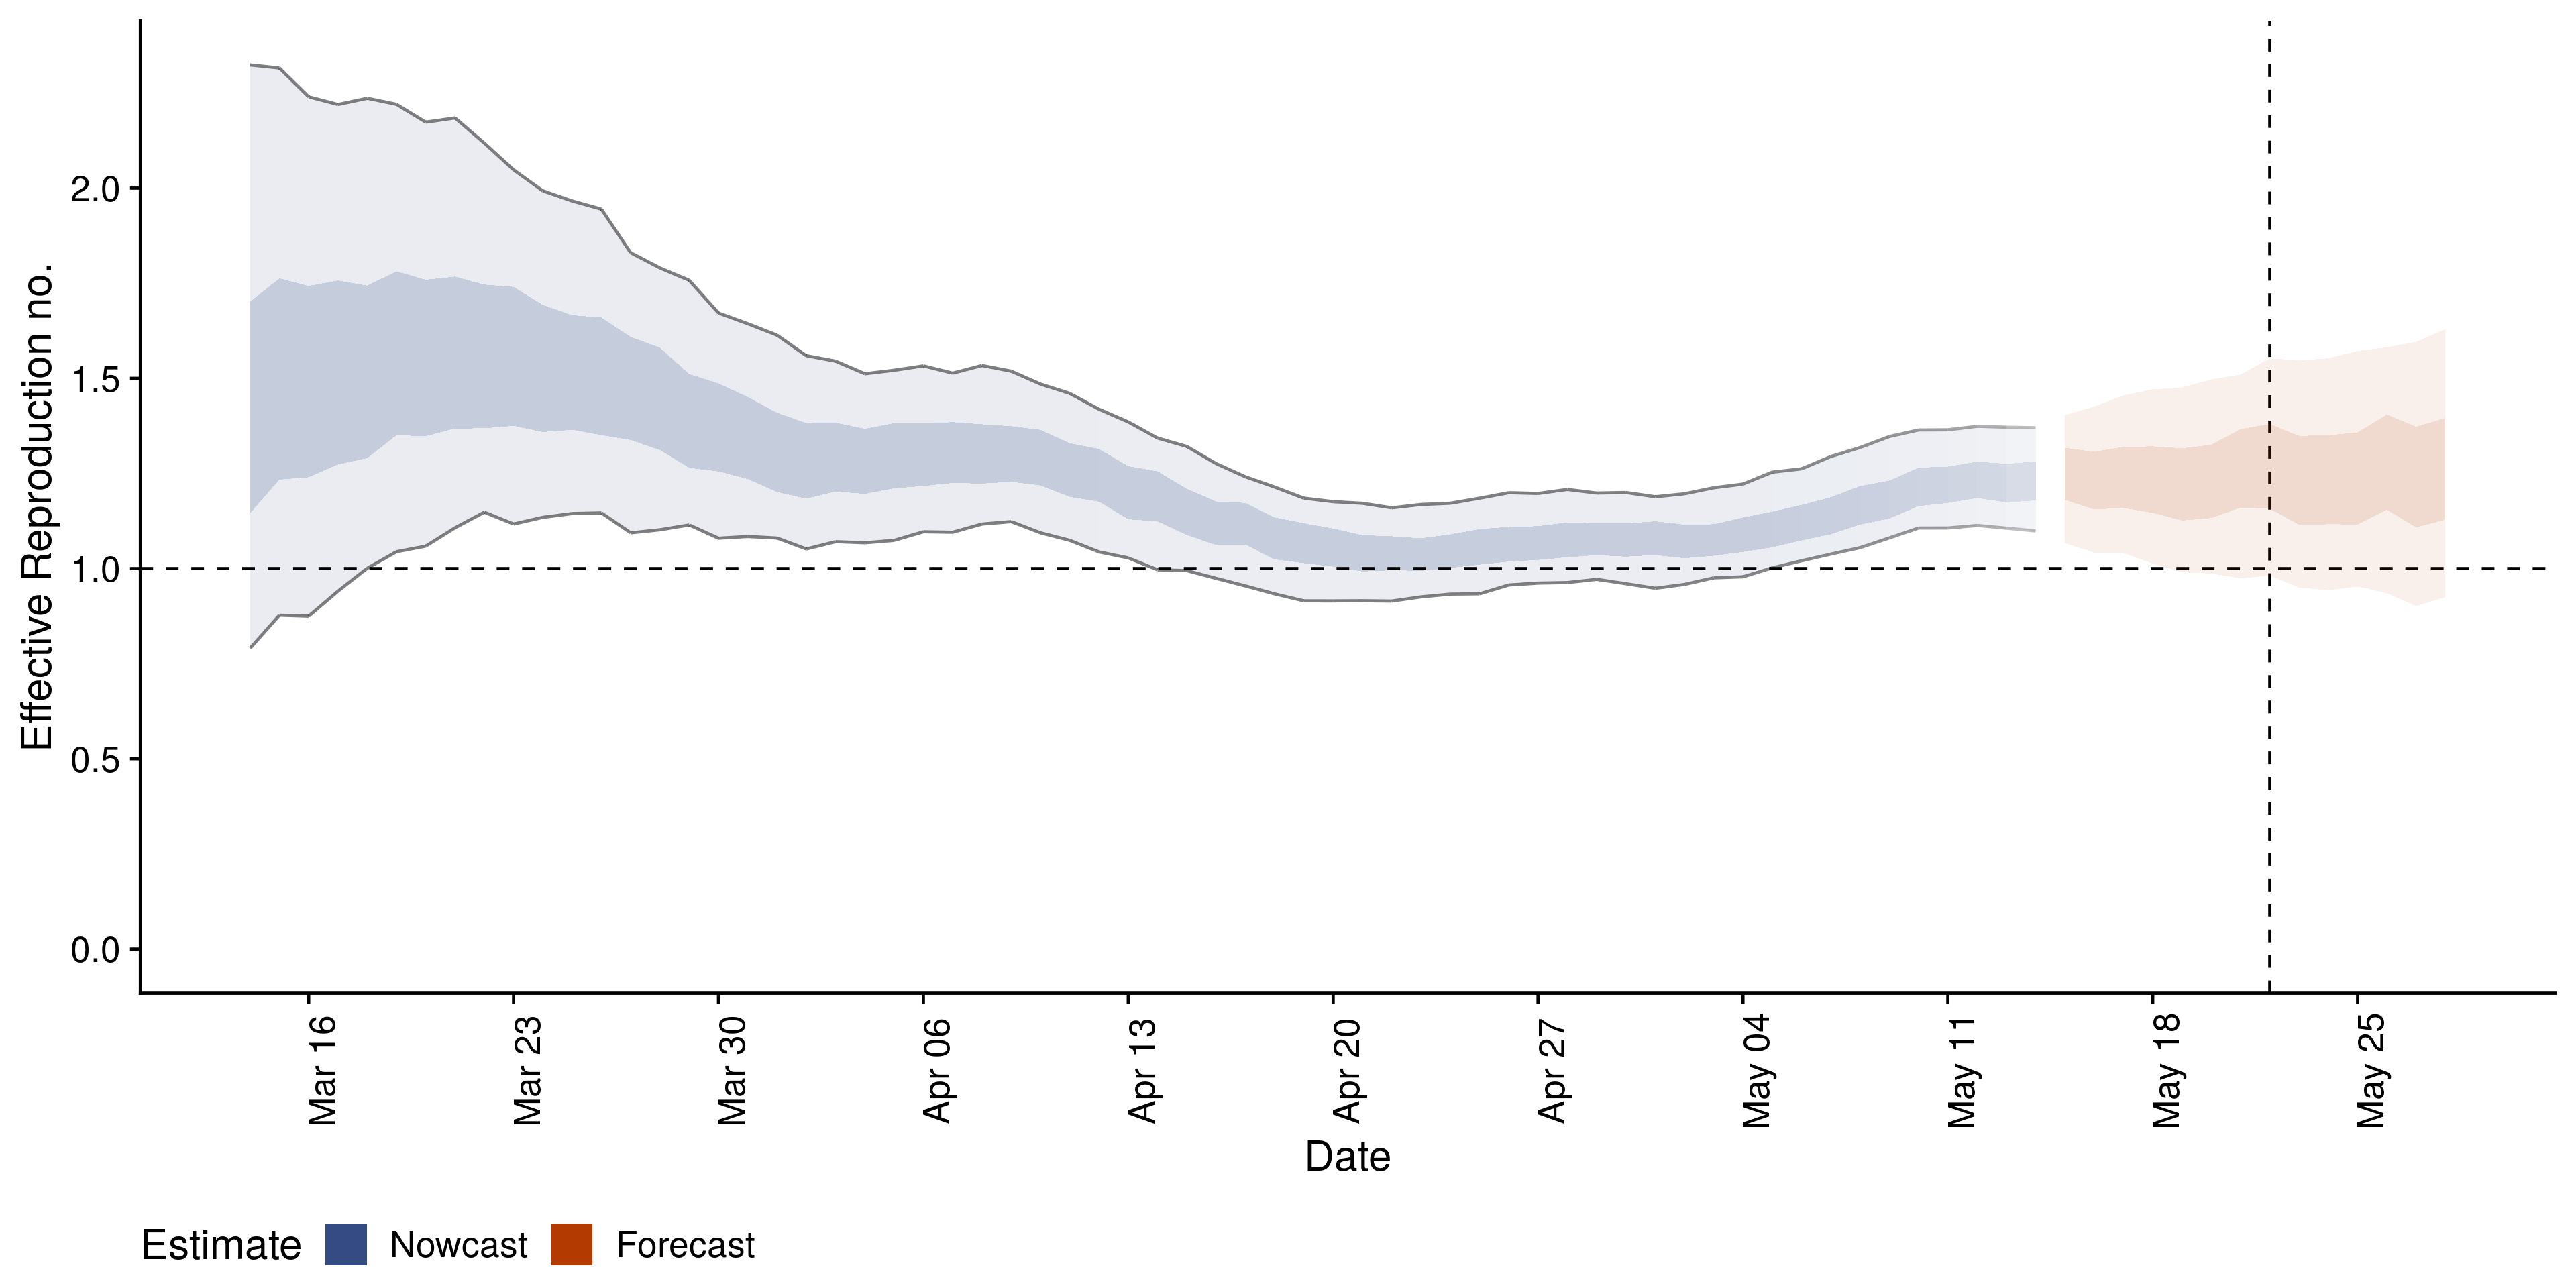 Effective Reproduction no.
2.0
1.5
1.0
0.5
0.0
Mar 16
Mar 23
Mar 30
Apr 06
Apr 13
Apr 20
Apr 27
May 04
May 11
May 18
May 25
Date
Estimate Nowcast Forecast